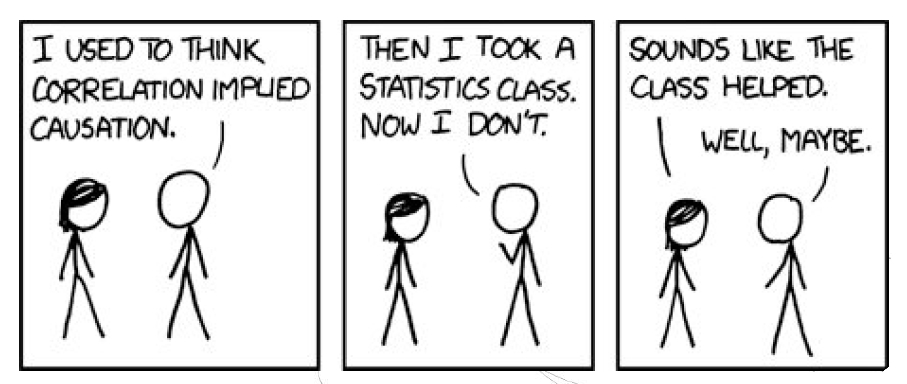 I USED TO THINK
CORRELATION IMPLIED
CAUSATION.
THEN I TOOK A
STATISTICS CLASS.
NOW I DON'T.
SOUNDS LIKE THE
CLASS HELPED.
WELL, MAYBE.